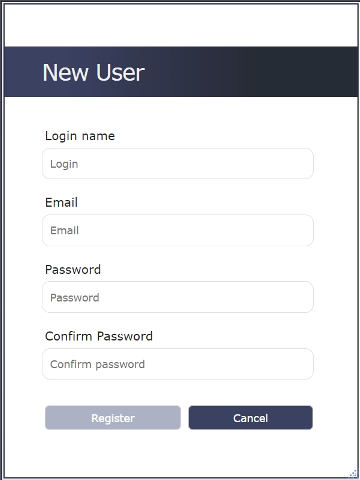 New User
Login name
Login
Email
Email
Password
Password
Confirm Password
Confirm password
Register Cancel